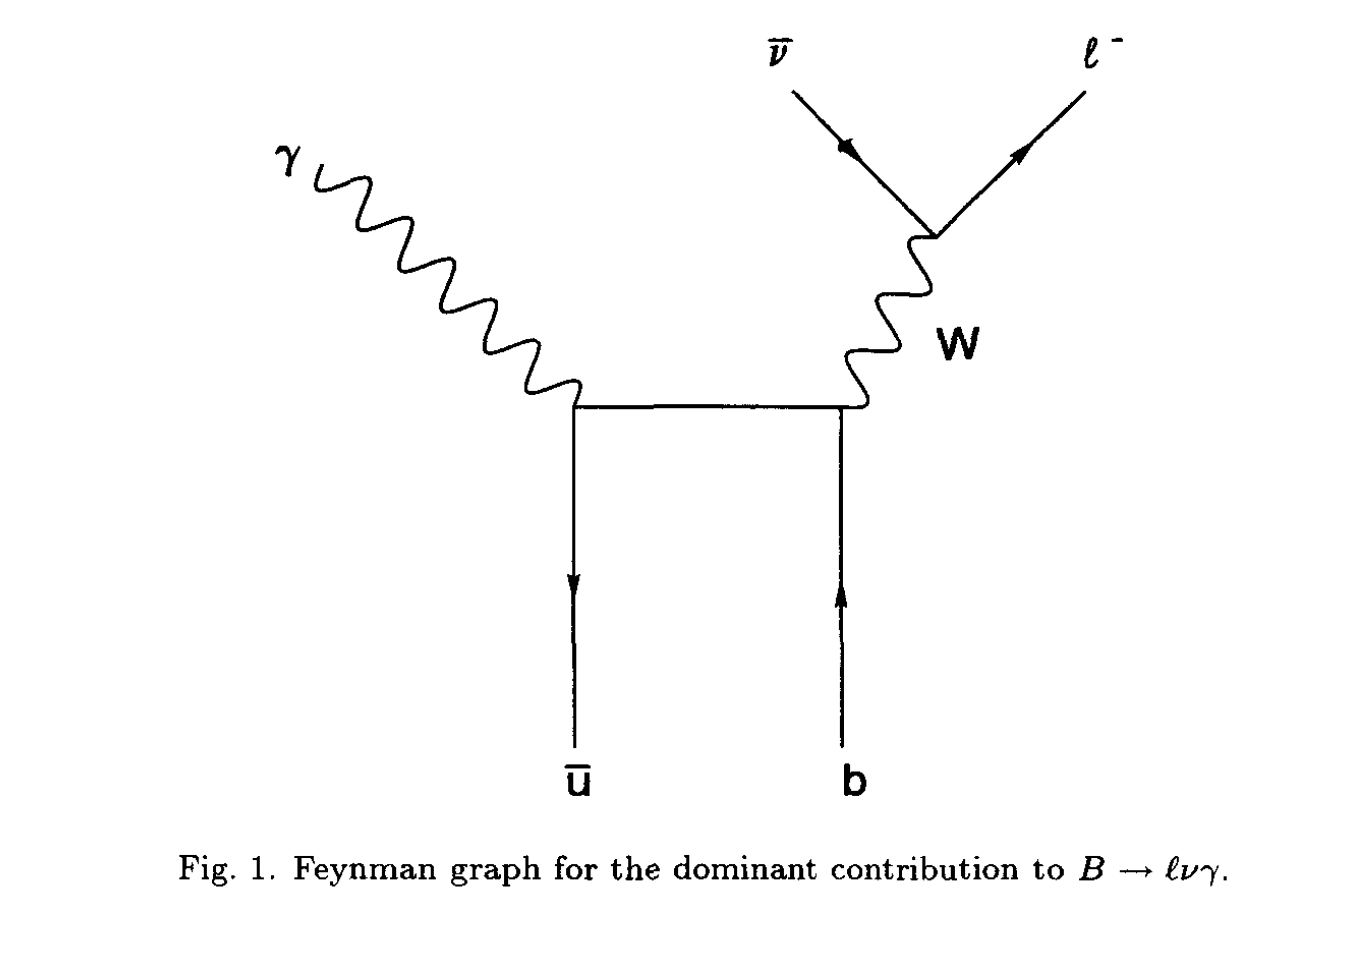 ν̅ ℓ⁻
γ
W
u̅ b
Fig. 1. Feynman graph for the dominant contribution to B → ℓνγ.